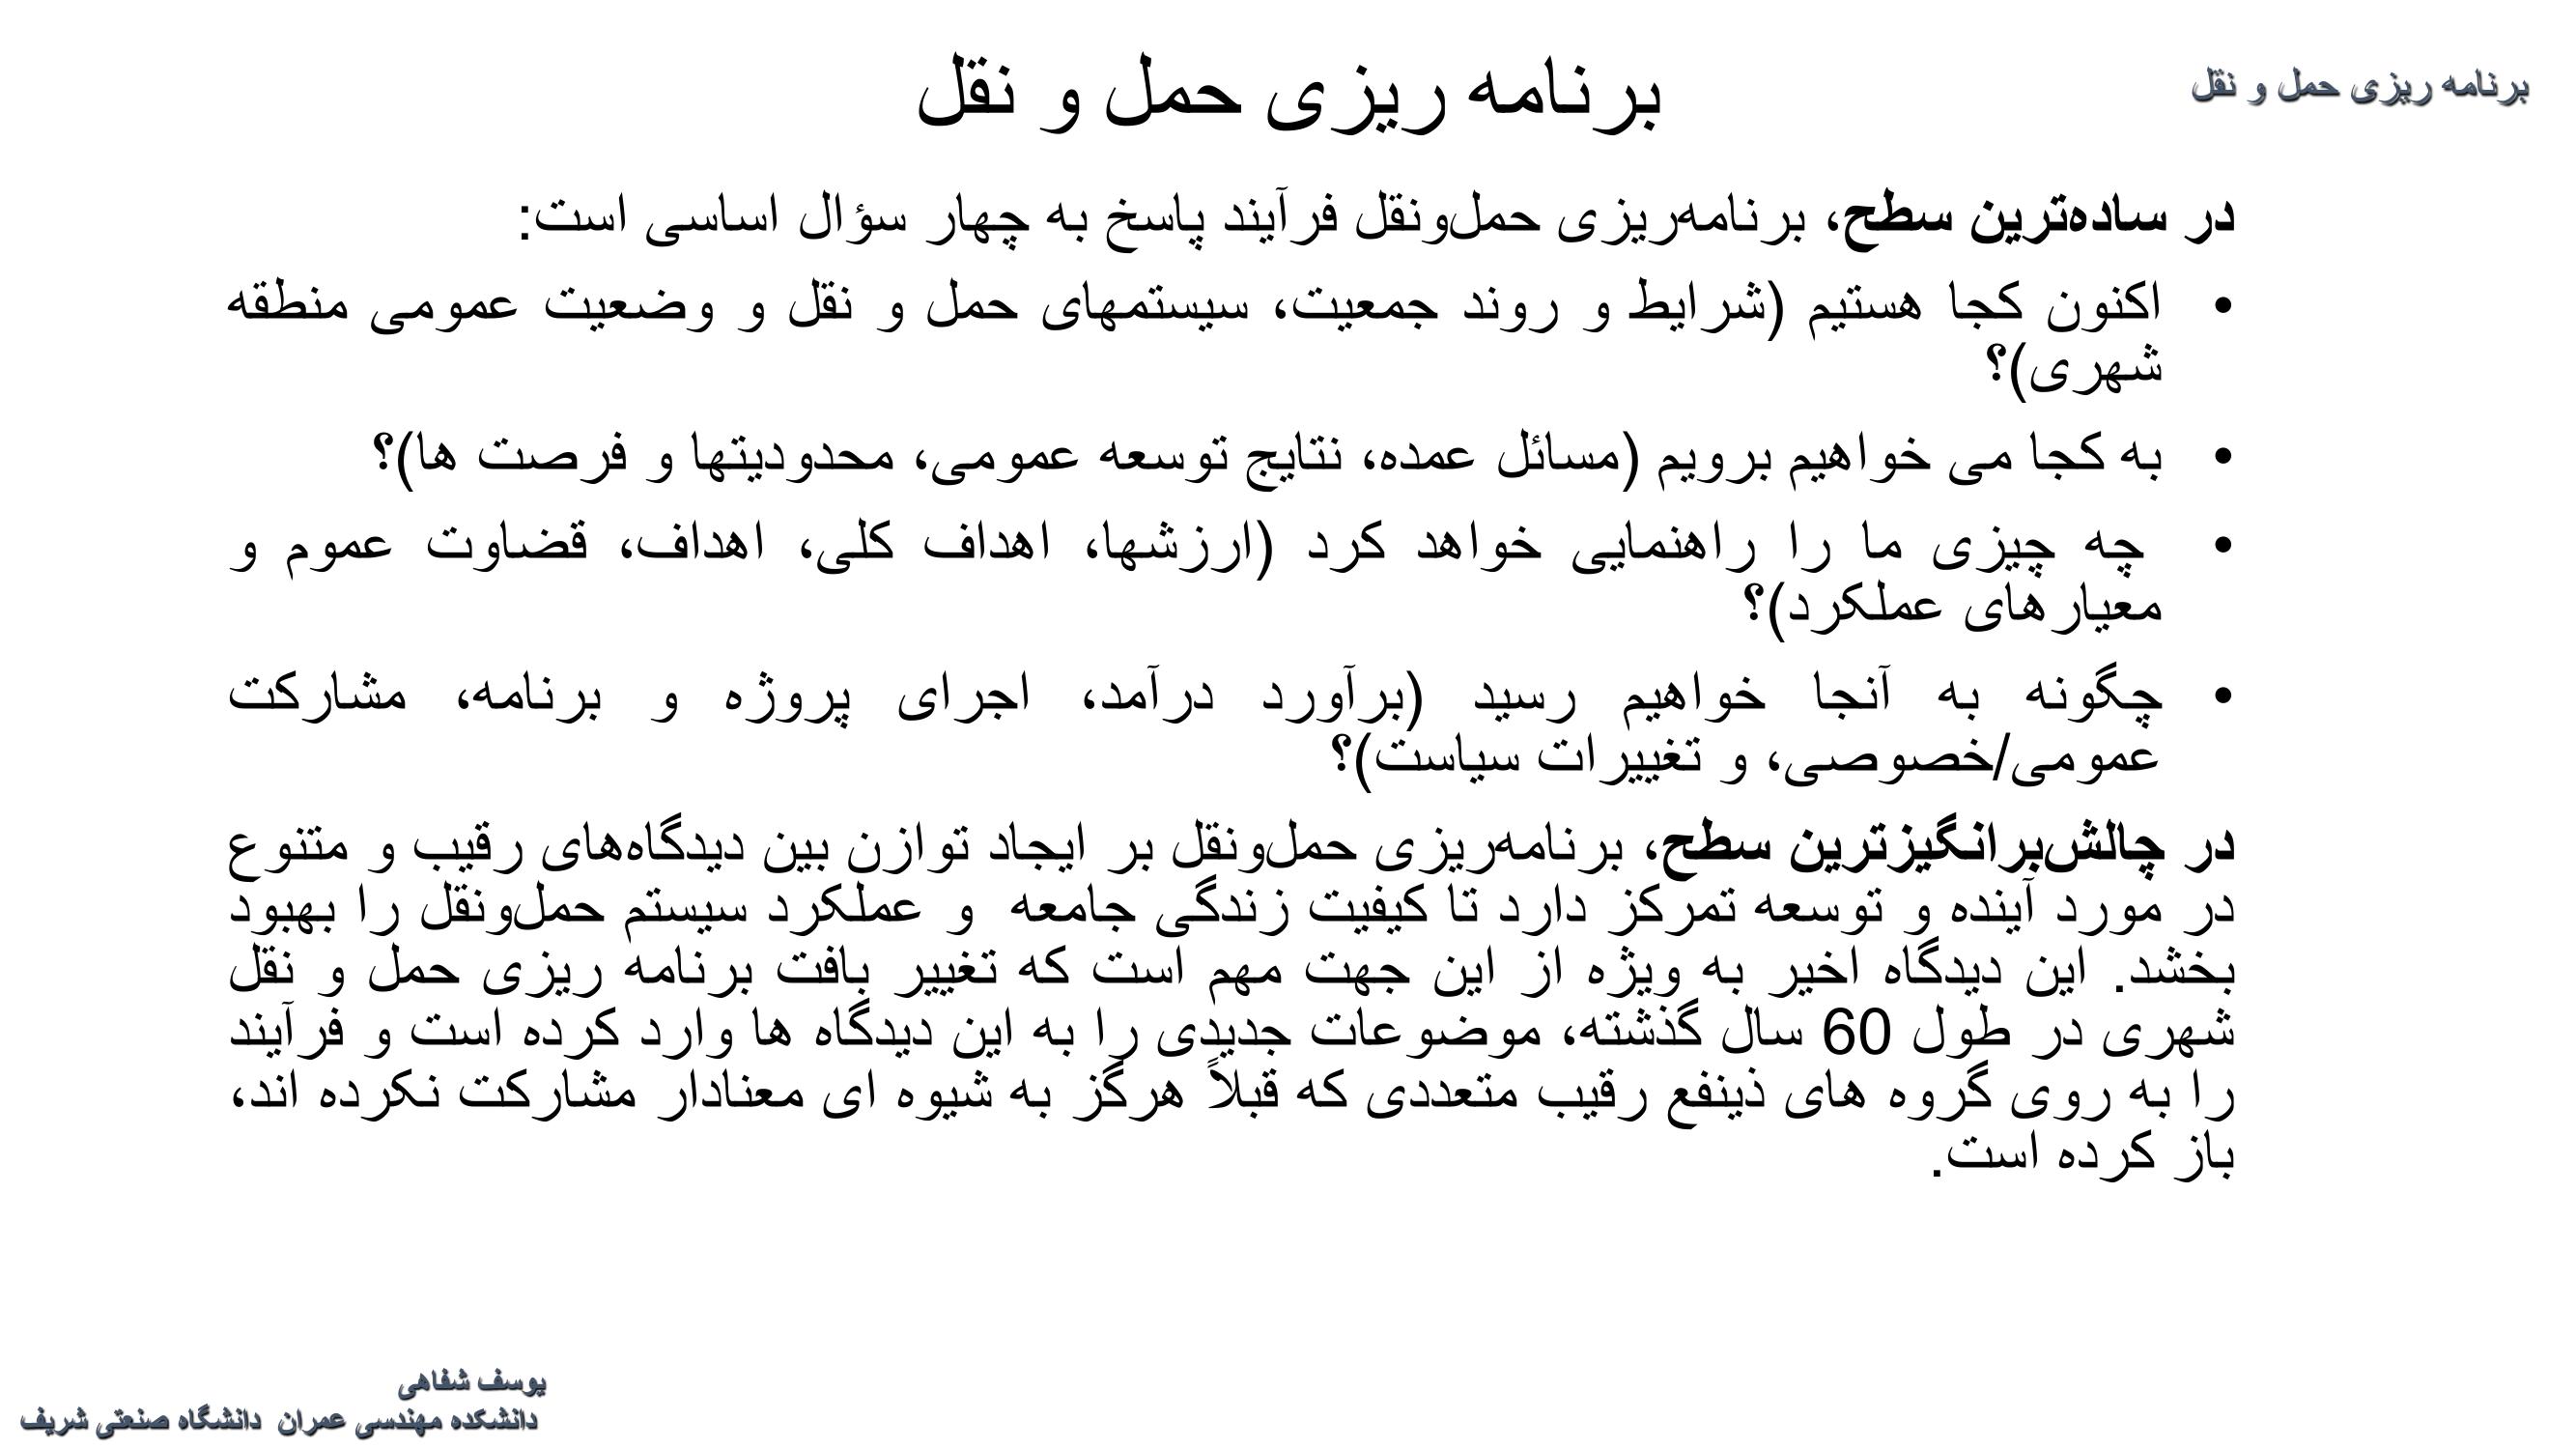 برنامه ریزی حمل و نقل
برنامه ریزی حمل و نقل
در ساده‌ترین سطح، برنامه‌ریزی حمل‌ونقل فرآیند پاسخ به چهار سؤال اساسی است:
• اکنون کجا هستیم (شرایط و روند جمعیت، سیستمهای حمل و نقل و وضعیت عمومی منطقه
شهری)؟
• به کجا می خواهیم برویم (مسائل عمده، نتایج توسعه عمومی، محدودیتها و فرصت ها)؟
• چه چیزی ما را راهنمایی خواهد کرد (ارزشها، اهداف کلی، اهداف، قضاوت عموم و
معیارهای عملکرد)؟
• چگونه به آنجا خواهیم رسید (برآورد درآمد، اجرای پروژه و برنامه، مشارکت
عمومی/خصوصی، و تغییرات سیاست)؟
در چالش‌برانگیزترین سطح، برنامه‌ریزی حمل‌ونقل بر ایجاد توازن بین دیدگاه‌های رقیب و متنوع
در مورد آینده و توسعه تمرکز دارد تا کیفیت زندگی جامعه و عملکرد سیستم حمل‌ونقل را بهبود
بخشد. این دیدگاه اخیر به ویژه از این جهت مهم است که تغییر بافت برنامه ریزی حمل و نقل
شهری در طول 60 سال گذشته، موضوعات جدیدی را به این دیدگاه ها وارد کرده است و فرآیند
را به روی گروه های ذینفع رقیب متعددی که قبلاً هرگز به شیوه ای معنادار مشارکت نکرده اند،
باز کرده است.
یوسف شفاهی
دانشکده مهندسی عمران دانشگاه صنعتی شریف